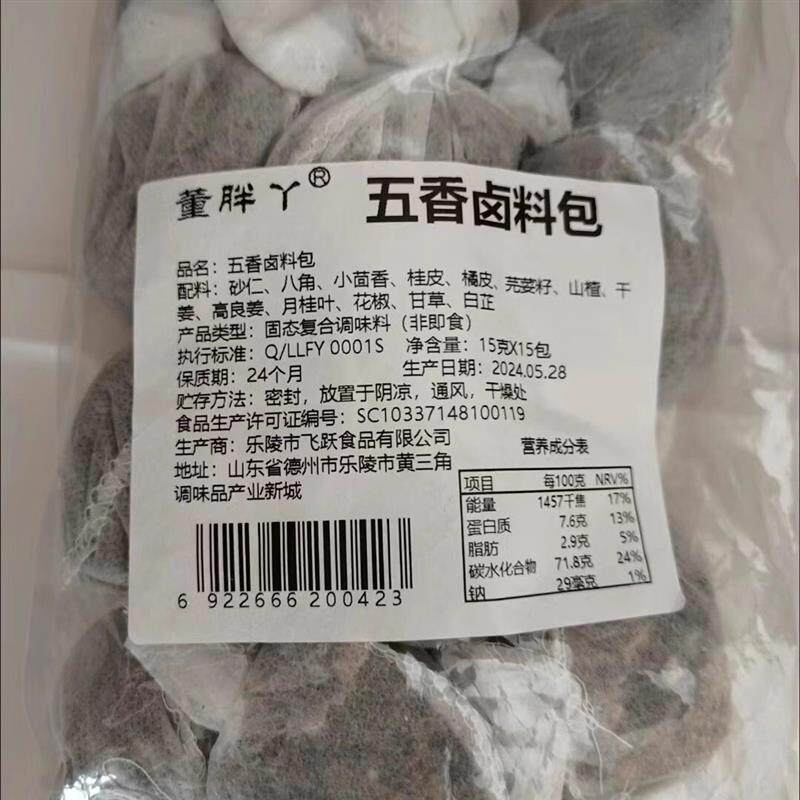 董胖丫® 五香卤料包
品名：五香卤料包
配料：砂仁、八角、小茴香、桂皮、橘皮、芫荽籽、山楂、干
姜、高良姜、月桂叶、花椒、甘草、白芷
产品类型：固态复合调味料（非即食）
执行标准：Q/LLFY 0001S 净含量：15克X15包
保质期：24个月 生产日期：2024.05.28
贮存方法：密封，放置于阴凉，通风，干燥处
食品生产许可证编号：SC10337148100119
生产商：乐陵市飞跃食品有限公司
地址：山东省德州市乐陵市黄三角
调味品产业新城
营养成分表
项目 每100克 NRV%
能量 1457千焦 17%
蛋白质 7.6克 13%
脂肪 2.9克 5%
碳水化合物 71.8克 24%
钠 29毫克 1%
6 922666 200423